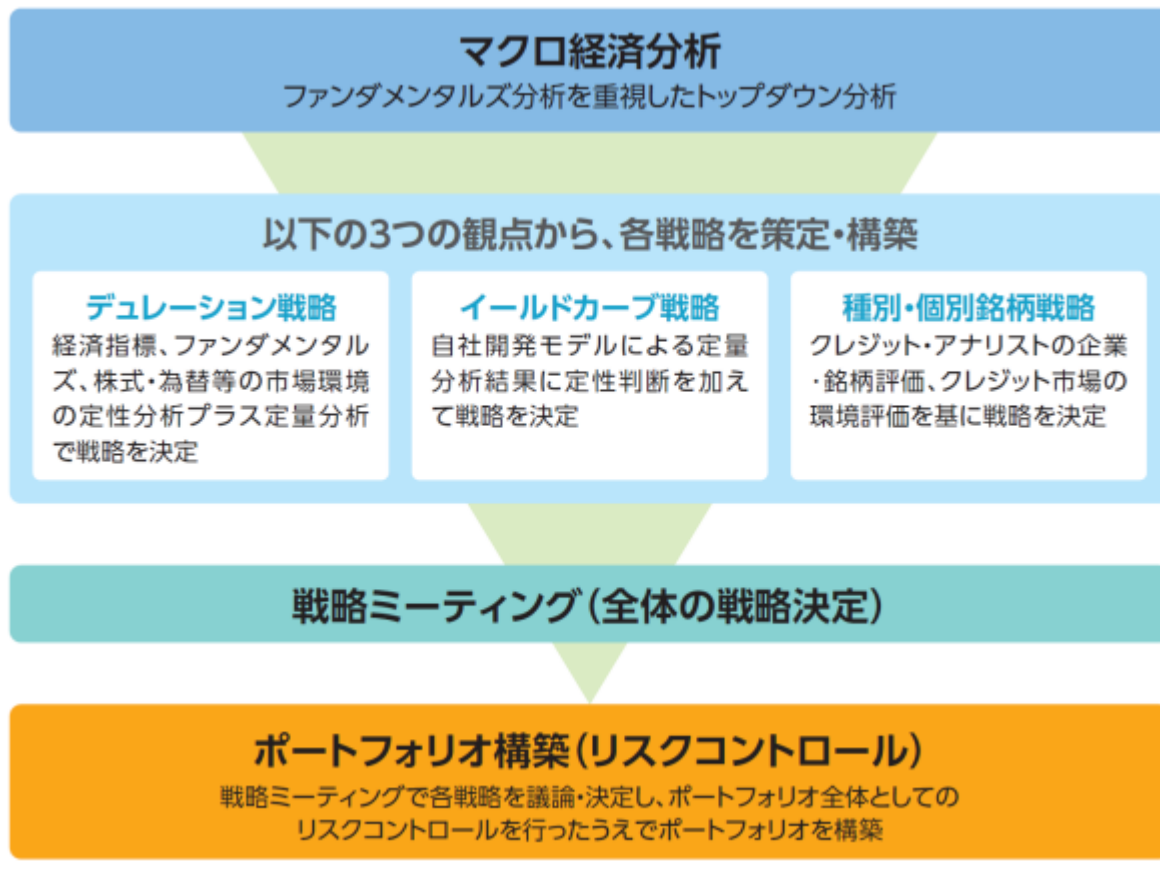 マクロ経済分析
ファンダメンタルズ分析を重視したトップダウン分析
以下の3つの観点から、各戦略を策定・構築
デュレーション戦略
経済指標、ファンダメンタル
ズ、株式・為替等の市場環境
の定性分析プラス定量分析
で戦略を決定
イールドカーブ戦略
自社開発モデルによる定量
分析結果に定性判断を加え
て戦略を決定
種別・個別銘柄戦略
クレジット・アナリストの企業
・銘柄評価、クレジット市場の
環境評価を基に戦略を決定
戦略ミーティング(全体の戦略決定)
ポートフォリオ構築(リスクコントロール)
戦略ミーティングで各戦略を議論・決定し、ポートフォリオ全体としての
リスクコントロールを行ったうえでポートフォリオを構築